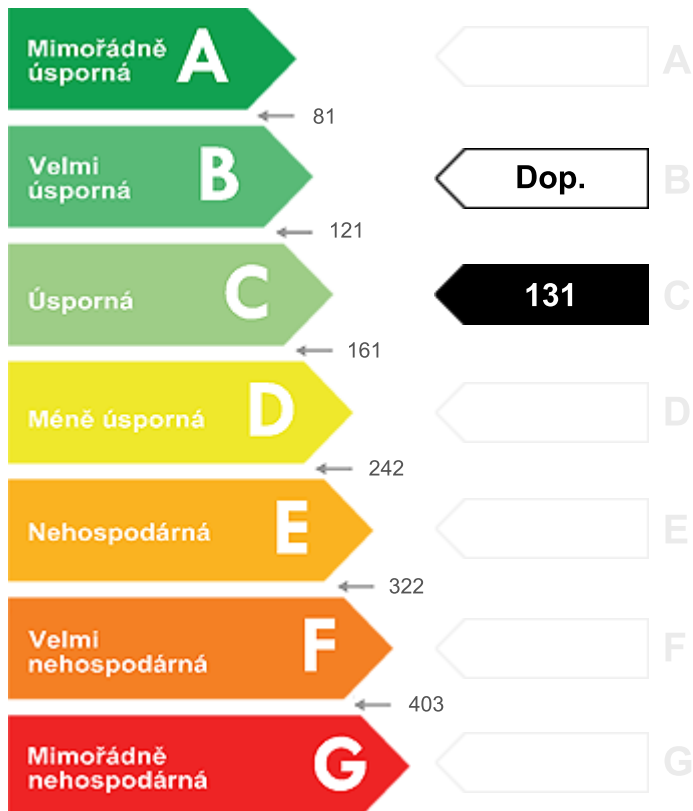 Mimořádně
úsporná
A
A
81
Velmi
úsporná
B
Dop.
B
121
Úsporná
C
131
C
161
Méně úsporná
D
D
242
Nehospodárná
E
E
322
Velmi
nehospodárná
F
F
403
Mimořádně
nehospodárná
G
G